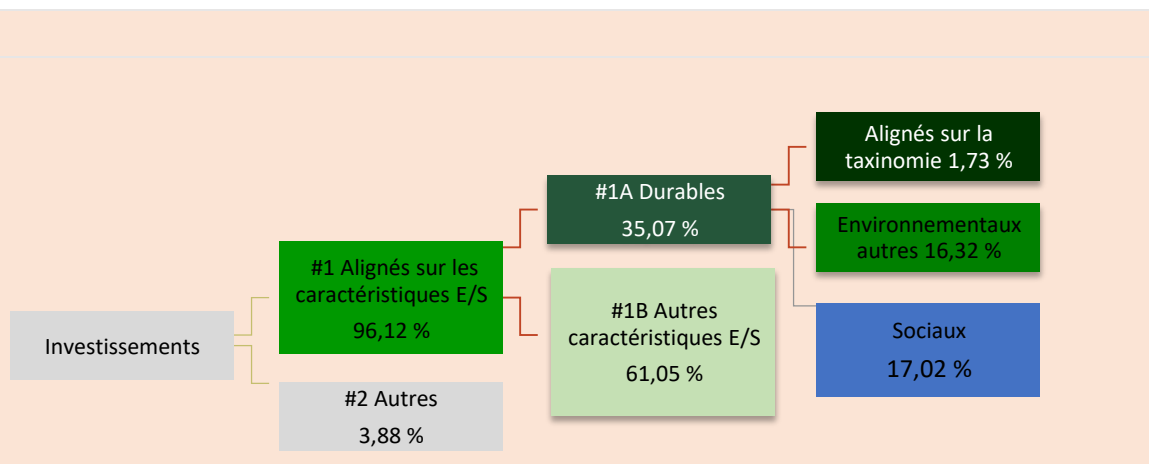 Investissements
#1 Alignés sur les
caractéristiques E/S
96,12 %
#2 Autres
3,88 %
#1A Durables
35,07 %
#1B Autres
caractéristiques E/S
61,05 %
Alignés sur la
taxinomie 1,73 %
Environnementaux
autres 16,32 %
Sociaux
17,02 %